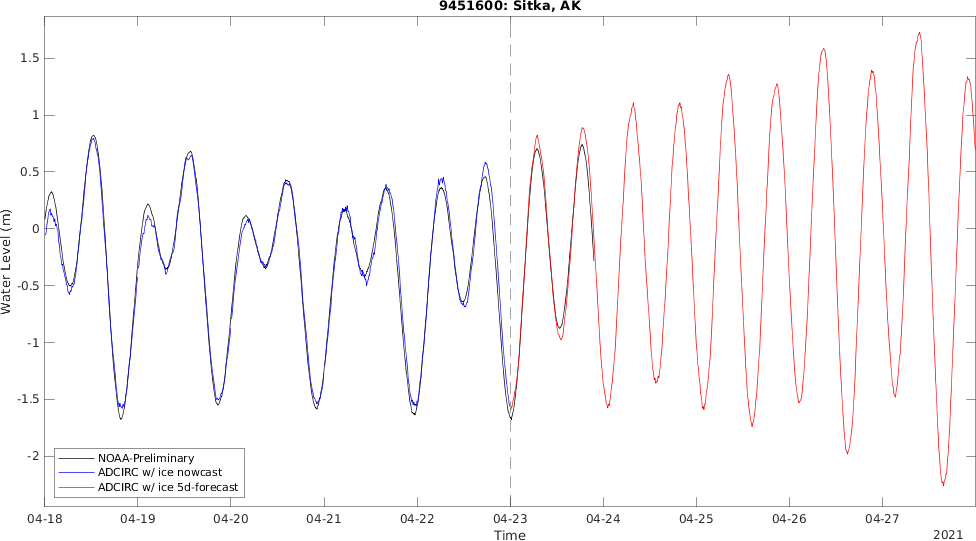 9451600: Sitka, AK
Water Level (m)
1.5
1
0.5
0
-0.5
-1
-1.5
-2
NOAA-Preliminary
ADCIRC w/ ice nowcast
ADCIRC w/ ice 5d-forecast
04-18 04-19 04-20 04-21 04-22 04-23 04-24 04-25 04-26 04-27
Time
2021